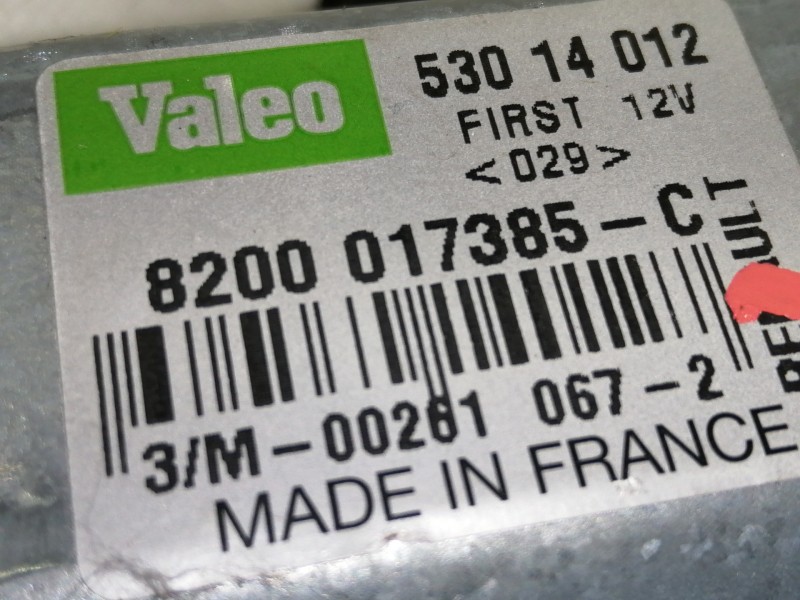 Valeo
530 14 012
FIRST 12V
<029>
8200 017385-C
3/M-00261 067-2
MADE IN FRANCE